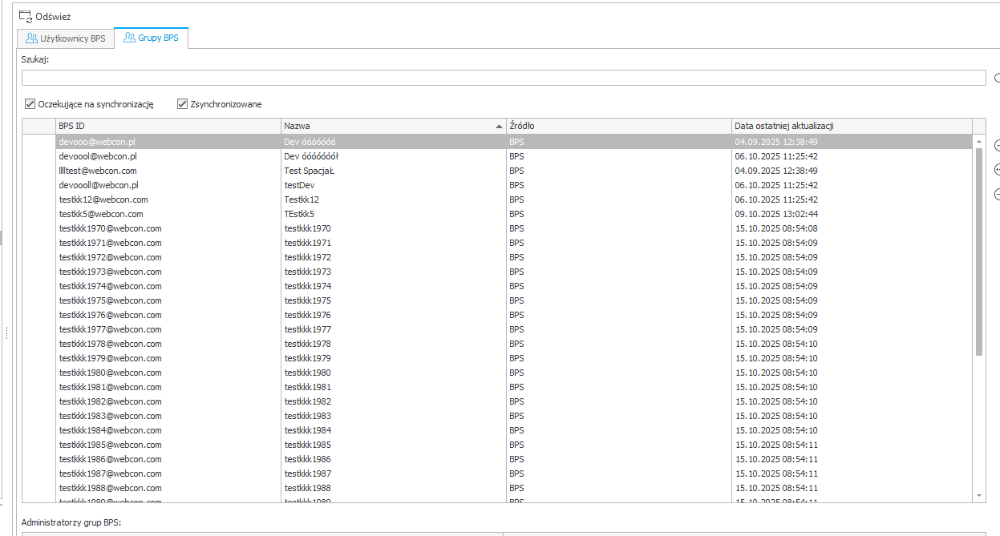 Odśwież
Użytkownicy BPS Grupy BPS
Szukaj:
Oczekujące na synchronizację Zsynchronizowane
BPS ID Nazwa Źródło Data ostatniej aktualizacji
devooo@webcon.pl Dev óóóóóóó BPS 04.09.2025 12:38:49
devoool@webcon.pl Dev óóóóóóół BPS 06.10.2025 11:25:42
lllltest@webcon.com Test SpacjaŁ BPS 04.09.2025 12:38:49
devoooll@webcon.pl testDev BPS 06.10.2025 11:25:42
testkk12@webcon.com Testkk12 BPS 06.10.2025 11:25:42
testkk5@webcon.com TEstkk5 BPS 09.10.2025 13:02:44
testkkk1970@webcon.com testkkk1970 BPS 15.10.2025 08:54:08
testkkk1971@webcon.com testkkk1971 BPS 15.10.2025 08:54:09
testkkk1972@webcon.com testkkk1972 BPS 15.10.2025 08:54:09
testkkk1973@webcon.com testkkk1973 BPS 15.10.2025 08:54:09
testkkk1974@webcon.com testkkk1974 BPS 15.10.2025 08:54:09
testkkk1975@webcon.com testkkk1975 BPS 15.10.2025 08:54:09
testkkk1976@webcon.com testkkk1976 BPS 15.10.2025 08:54:09
testkkk1977@webcon.com testkkk1977 BPS 15.10.2025 08:54:09
testkkk1978@webcon.com testkkk1978 BPS 15.10.2025 08:54:10
testkkk1979@webcon.com testkkk1979 BPS 15.10.2025 08:54:10
testkkk1980@webcon.com testkkk1980 BPS 15.10.2025 08:54:10
testkkk1981@webcon.com testkkk1981 BPS 15.10.2025 08:54:10
testkkk1982@webcon.com testkkk1982 BPS 15.10.2025 08:54:10
testkkk1983@webcon.com testkkk1983 BPS 15.10.2025 08:54:10
testkkk1984@webcon.com testkkk1984 BPS 15.10.2025 08:54:10
testkkk1985@webcon.com testkkk1985 BPS 15.10.2025 08:54:11
testkkk1986@webcon.com testkkk1986 BPS 15.10.2025 08:54:11
testkkk1987@webcon.com testkkk1987 BPS 15.10.2025 08:54:11
testkkk1988@webcon.com testkkk1988 BPS 15.10.2025 08:54:11
testkkk1989@webcon.com testkkk1989 BPS 15.10.2025 08:54:11
Administratorzy grup BPS: